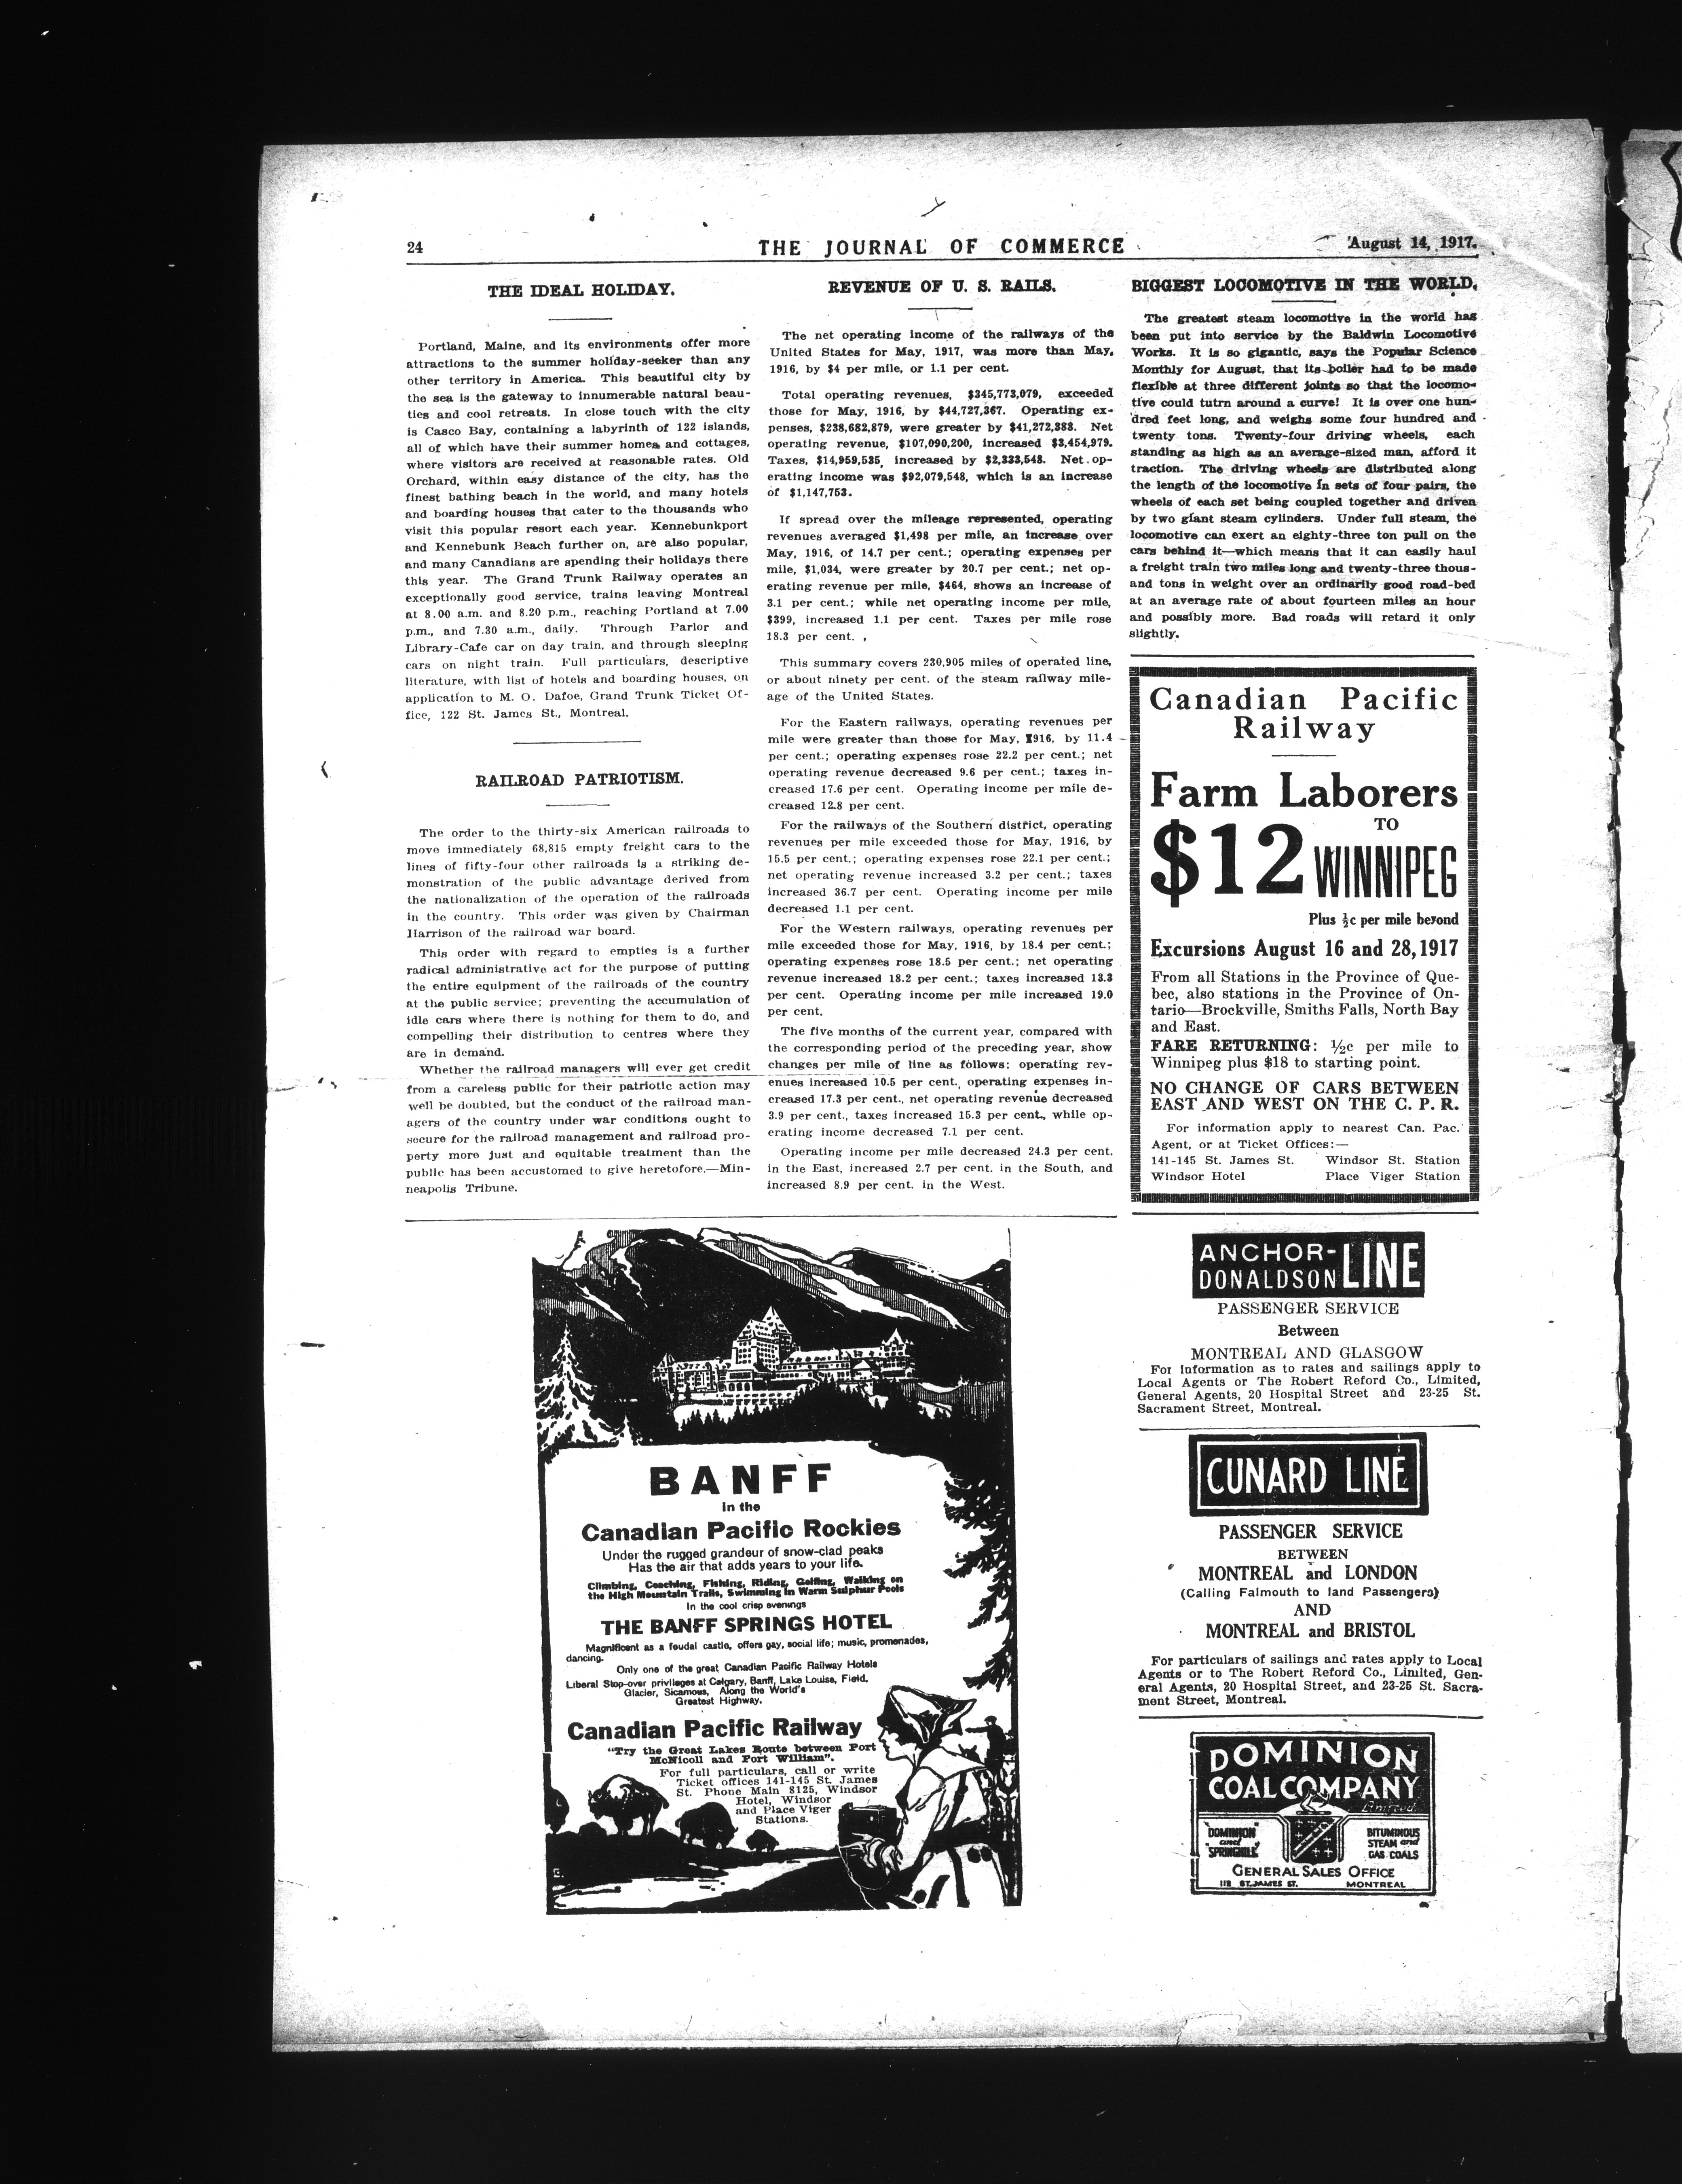 24
THE JOURNAL OF COMMERCE
August 14, 1917.
THE IDEAL HOLIDAY.
Portland, Maine, and its environments offer more
attractions to the summer holiday-seeker than any
other territory in America. This beautiful city by
the sea is the gateway to innumerable natural beau-
ties and cool retreats. In close touch with the city
is Casco Bay, containing a labyrinth of 122 islands,
all of which have their summer homes and cottages,
where visitors are received at reasonable rates. Old
Orchard, within easy distance of the city, has the
finest bathing beach in the world, and many hotels
and boarding houses that cater to the thousands who
visit this popular resort each year. Kennebunkport
and Kennebunk Beach further on, are also popular,
and many Canadians are spending their holidays there
this year. The Grand Trunk Railway operates an
exceptionally good service, trains leaving Montreal
at 8.00 a.m. and 8.20 p.m., reaching Portland at 7.00
p.m., and 7.30 a.m., daily. Through Parlor and
Library-Cafe car on day train, and through sleeping
cars on night train. Full particulars, descriptive
literature, with list of hotels and boarding houses, on
application to M. O. Dafoe, Grand Trunk Ticket Of-
fice, 122 St. James St., Montreal.
RAILROAD PATRIOTISM.
The order to the thirty-six American railroads to
move immediately 68,815 empty freight cars to the
lines of fifty-four other railroads is a striking de-
monstration of the public advantage derived from
the nationalization of the operation of the railroads
in the country. This order was given by Chairman
Harrison of the railroad war board.
This order with regard to empties is a further
radical administrative act for the purpose of putting
the entire equipment of the railroads of the country
at the public service; preventing the accumulation of
idle cars where there is nothing for them to do, and
compelling their distribution to centres where they
are in demand.
Whether the railroad managers will ever get credit
from a careless public for their patriotic action may
well be doubted, but the conduct of the railroad man-
agers of the country under war conditions ought to
secure for the railroad management and railroad pro-
perty more just and equitable treatment than the
public has been accustomed to give heretofore.—Min-
neapolis Tribune.
REVENUE OF U. S. RAILS.
The net operating income of the railways of the
United States for May, 1917, was more than May,
1916, by $4 per mile, or 1.1 per cent.
Total operating revenues, $345,773,079, exceeded
those for May, 1916, by $44,727,367. Operating ex-
penses, $238,682,879, were greater by $41,272,388. Net
operating revenue, $107,090,200, increased $3,454,979.
Taxes, $14,959,535, increased by $2,333,548. Net op-
erating income was $92,079,548, which is an increase
of $1,147,753.
If spread over the mileage represented, operating
revenues averaged $1,498 per mile, an increase over
May, 1916, of 14.7 per cent.; operating expenses per
mile, $1,034, were greater by 20.7 per cent.; net op-
erating revenue per mile, $464, shows an increase of
3.1 per cent.; while net operating income per mile,
$399, increased 1.1 per cent. Taxes per mile rose
18.3 per cent.
This summary covers 230,905 miles of operated line,
or about ninety per cent. of the steam railway mile-
age of the United States.
For the Eastern railways, operating revenues per
mile were greater than those for May, 1916, by 11.4
per cent.; operating expenses rose 22.2 per cent.; net
operating revenue decreased 9.6 per cent.; taxes in-
creased 17.6 per cent. Operating income per mile de-
creased 12.8 per cent.
For the railways of the Southern district, operating
revenues per mile exceeded those for May, 1916, by
15.5 per cent.; operating expenses rose 22.1 per cent.;
net operating revenue increased 3.2 per cent.; taxes
increased 36.7 per cent. Operating income per mile
decreased 1.1 per cent.
For the Western railways, operating revenues per
mile exceeded those for May, 1916, by 18.4 per cent.;
operating expenses rose 18.5 per cent.; net operating
revenue increased 18.2 per cent.; taxes increased 13.3
per cent. Operating income per mile increased 19.0
per cent.
The five months of the current year, compared with
the corresponding period of the preceding year, show
changes per mile of line as follows: operating rev-
enues increased 10.5 per cent., operating expenses in-
creased 17.3 per cent., net operating revenue decreased
3.9 per cent., taxes increased 15.3 per cent., while op-
erating income decreased 7.1 per cent.
Operating income per mile decreased 24.3 per cent.
in the East, increased 2.7 per cent. in the South, and
increased 8.9 per cent. in the West.
BIGGEST LOCOMOTIVE IN THE WORLD.
The greatest steam locomotive in the world has
been put into service by the Baldwin Locomotive
Works. It is so gigantic, says the Popular Science
Monthly for August, that its boiler had to be made
flexible at three different joints so that the locomo-
tive could tutrn around a curve! It is over one hun-
dred feet long, and weighs some four hundred and
twenty tons. Twenty-four driving wheels, each
standing as high as an average-sized man, afford it
traction. The driving wheels are distributed along
the length of the locomotive in sets of four pairs, the
wheels of each set being coupled together and driven
by two giant steam cylinders. Under full steam, the
locomotive can exert an eighty-three ton pull on the
cars behind it—which means that it can easily haul
a freight train two miles long and twenty-three thous-
and tons in weight over an ordinarily good road-bed
at an average rate of about fourteen miles an hour
and possibly more. Bad roads will retard it only
slightly.
Canadian Pacific
Railway
Farm Laborers
$12 TO WINNIPEG
Plus ½c per mile beyond
Excursions August 16 and 28, 1917
From all Stations in the Province of Que-
bec, also stations in the Province of On-
tario—Brockville, Smiths Falls, North Bay
and East.
FARE RETURNING: ½c per mile to
Winnipeg plus $18 to starting point.
NO CHANGE OF CARS BETWEEN
EAST AND WEST ON THE C. P. R.
For information apply to nearest Can. Pac.
Agent, or at Ticket Offices:—
141-145 St. James St. Windsor St. Station
Windsor Hotel Place Viger Station
BANFF
in the
Canadian Pacific Rockies
Under the rugged grandeur of snow-clad peaks
Has the air that adds years to your life.
Climbing, Coaching, Fishing, Riding, Golfing, Walking on
the High Mountain Trails, Swimming in Warm Sulphur Pools
In the cool crisp evenings
THE BANFF SPRINGS HOTEL
Magnificent as a feudal castle, offers gay, social life; music, promenades,
dancing.
Only one of the great Canadian Pacific Railway Hotels
Liberal Stop-over privileges at Calgary, Banff, Lake Louise, Field,
Glacier, Sicamous, Along the World's
Greatest Highway.
Canadian Pacific Railway
"Try the Great Lakes Route between Port
McNicoll and Fort William".
For full particulars, call or write
Ticket offices 141-145 St. James
St. Phone Main 8125, Windsor
Hotel, Windsor
and Place Viger
Stations.
ANCHOR-
DONALDSON LINE
PASSENGER SERVICE
Between
MONTREAL AND GLASGOW
For information as to rates and sailings apply to
Local Agents or The Robert Reford Co., Limited,
General Agents, 20 Hospital Street and 23-25 St.
Sacrament Street, Montreal.
CUNARD LINE
PASSENGER SERVICE
BETWEEN
MONTREAL and LONDON
(Calling Falmouth to land Passengers)
AND
MONTREAL and BRISTOL
For particulars of sailings and rates apply to Local
Agents or to The Robert Reford Co., Limited, Gen-
eral Agents, 20 Hospital Street, and 23-25 St. Sacra-
ment Street, Montreal.
DOMINION
COAL COMPANY
Limited
"DOMINION"
and
"SPRINGHILL"
BITUMINOUS
STEAM and
GAS COALS
GENERAL SALES OFFICE
112 ST. JAMES ST. MONTREAL